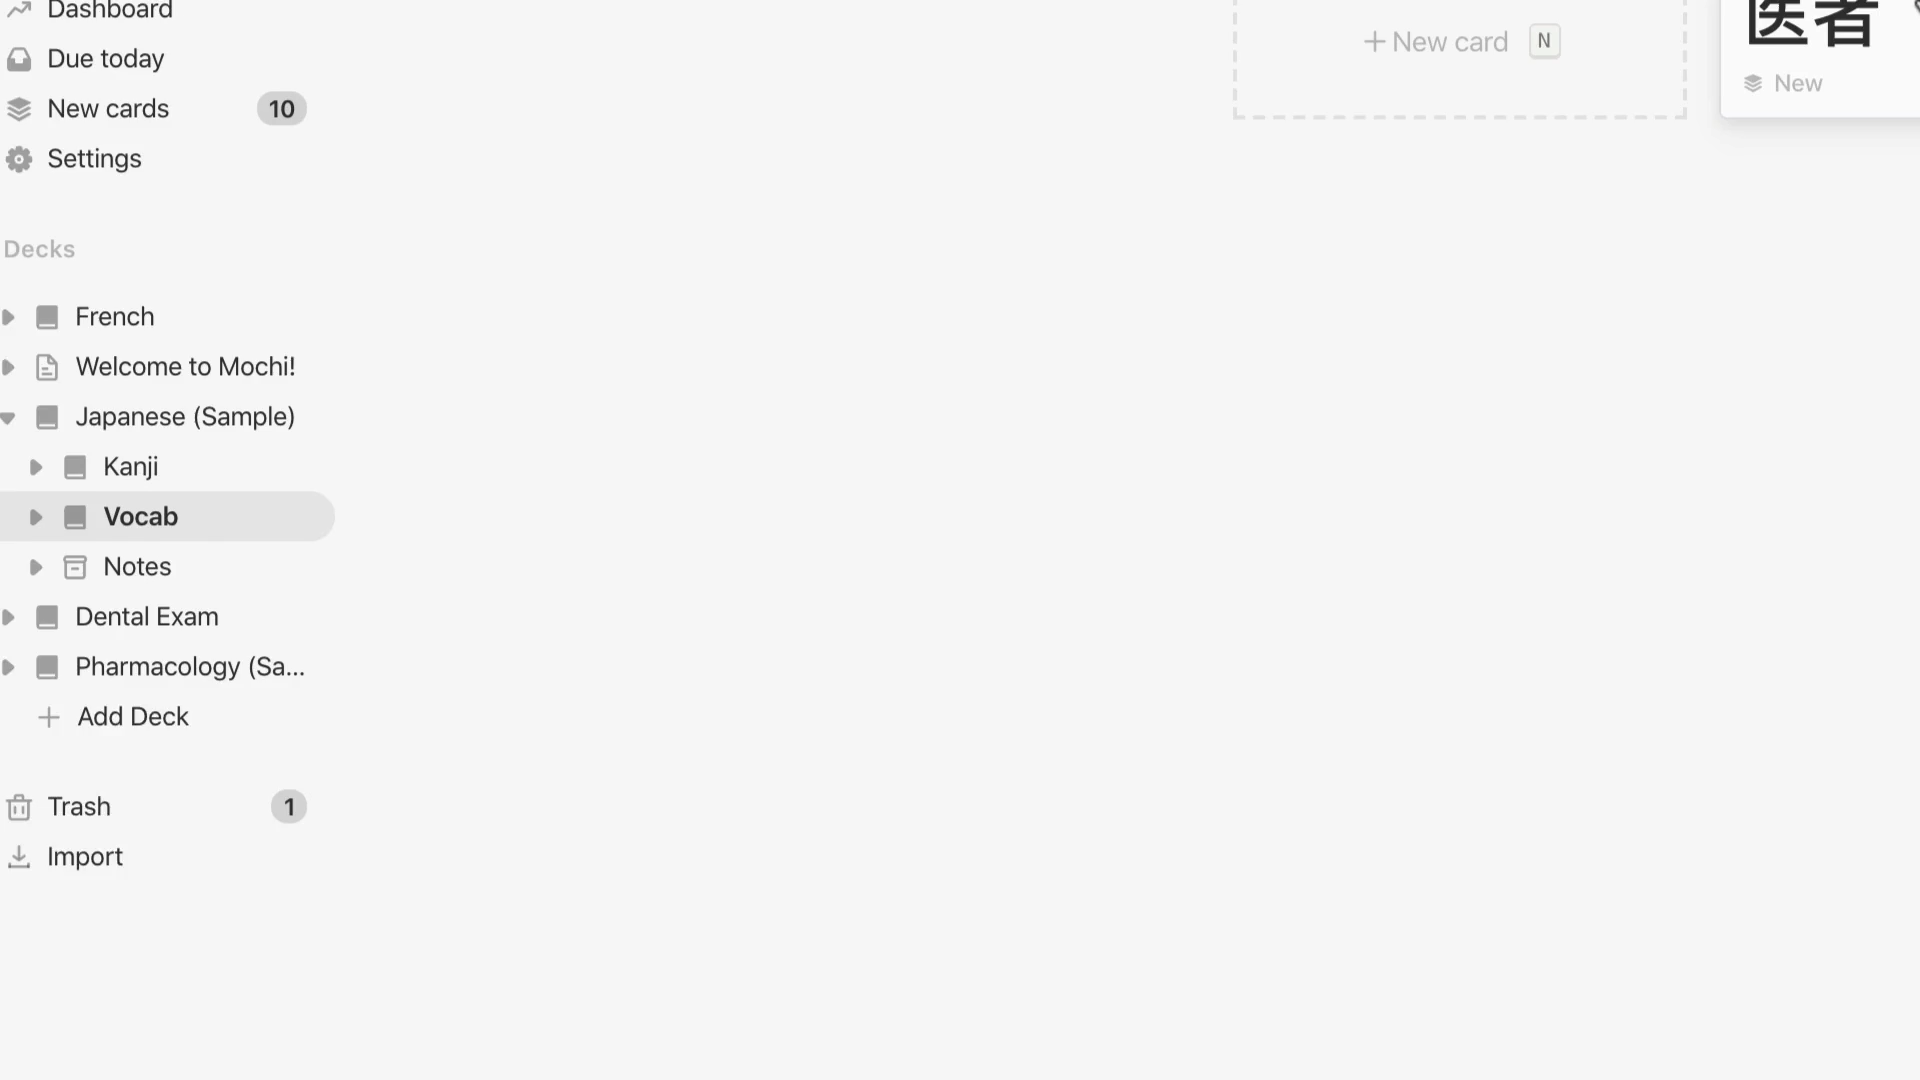 Dashboard
Due today
New cards 10
Settings
Decks
French
Welcome to Mochi!
Japanese (Sample)
Kanji
Vocab
Notes
Dental Exam
Pharmacology (Sa...
Add Deck
Trash 1
Import
New card N
医者
New